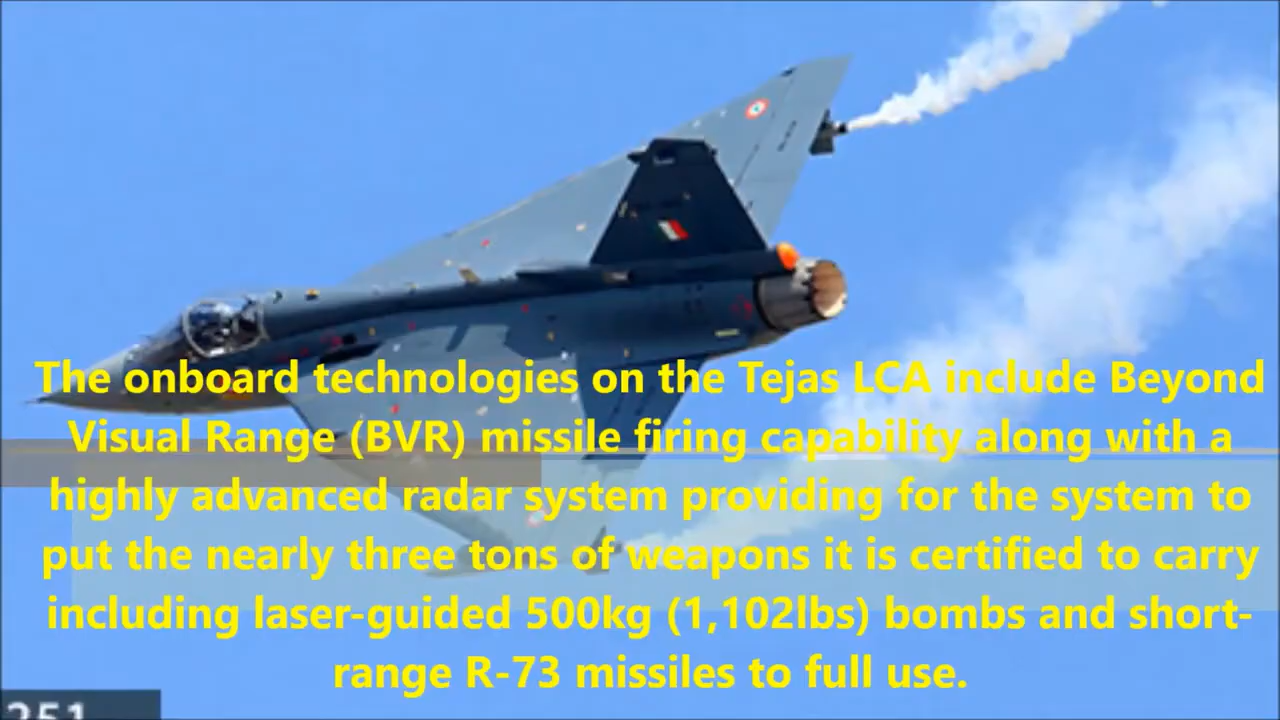 The onboard technologies on the Tejas LCA include Beyond
Visual Range (BVR) missile firing capability along with a
highly advanced radar system providing for the system to
put the nearly three tons of weapons it is certified to carry
including laser-guided 500kg (1,102lbs) bombs and short-
range R-73 missiles to full use.
251